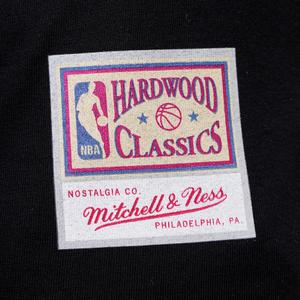 HARDWOOD
NBA
CLASSICS
NOSTALGIA CO.
Mitchell & Ness
PHILADELPHIA, PA.